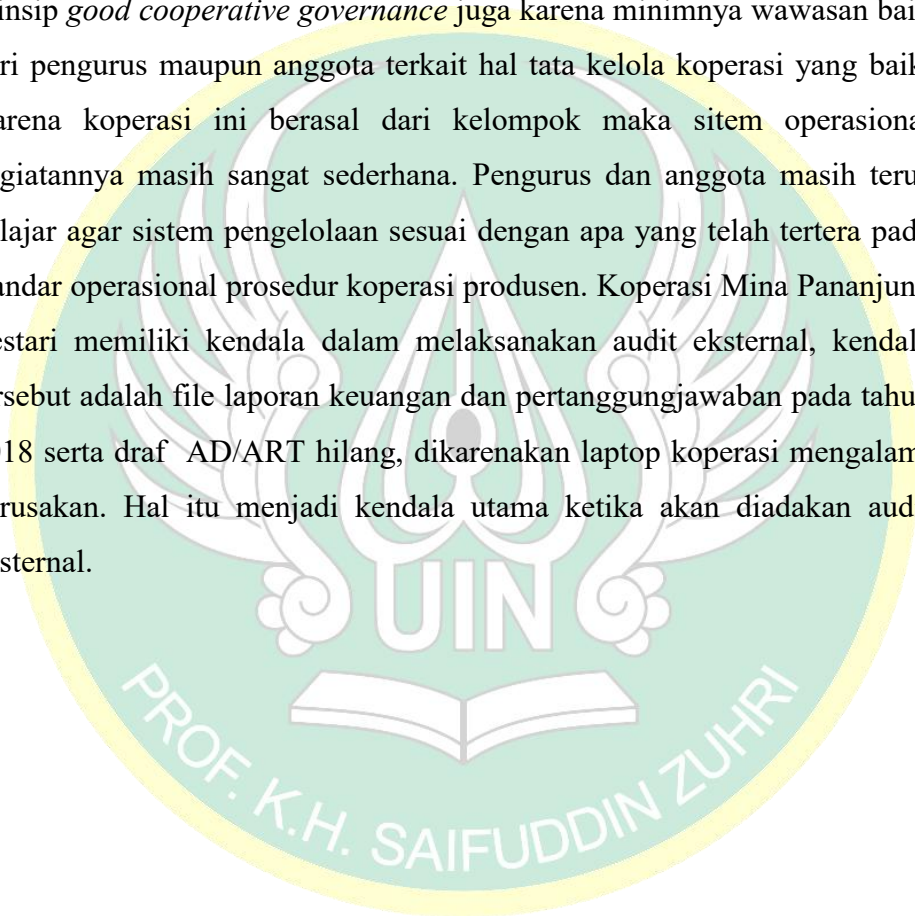 insip good cooperative governance juga karena minimnya wawasan bai
ri pengurus maupun anggota terkait hal tata kelola koperasi yang baik
arena koperasi ini berasal dari kelompok maka sitem operasiona
giatannya masih sangat sederhana. Pengurus dan anggota masih teru
lajar agar sistem pengelolaan sesuai dengan apa yang telah tertera pad
andar operasional prosedur koperasi produsen. Koperasi Mina Pananjun
estari memiliki kendala dalam melaksanakan audit eksternal, kendal
rsebut adalah file laporan keuangan dan pertanggungjawaban pada tahu
018 serta draf AD/ART hilang, dikarenakan laptop koperasi mengalam
rusakan. Hal itu menjadi kendala utama ketika akan diadakan aud
sternal.
UIN
PROF. K.H. SAIFUDDIN ZUHRI